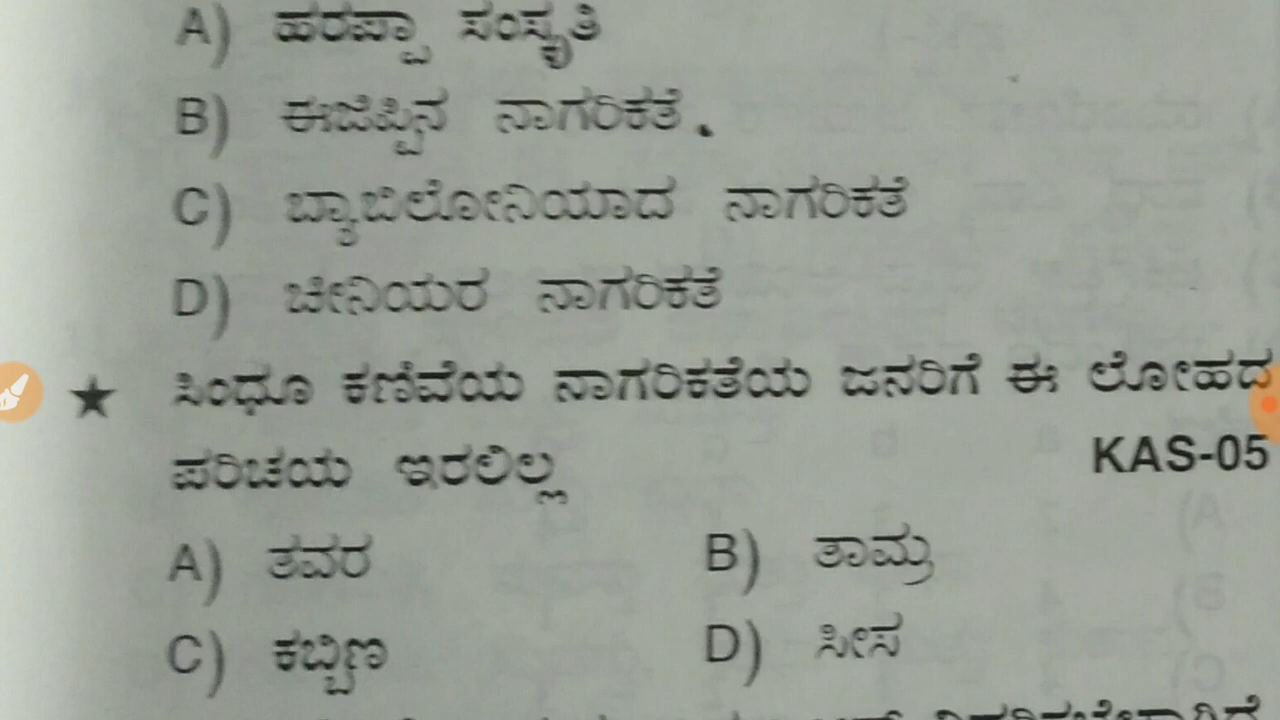 A) ಹರಪ್ಪಾ ಸಂಸ್ಕೃತಿ
B) ಈಜಿಪ್ಟಿನ ನಾಗರಿಕತೆ.
C) ಬ್ಯಾಬಿಲೋನಿಯಾದ ನಾಗರಿಕತೆ
D) ಚೀನಿಯರ ನಾಗರಿಕತೆ
★ ಸಿಂಧೂ ಕಣಿವೆಯ ನಾಗರಿಕತೆಯ ಜನರಿಗೆ ಈ ಲೋಹದ
ಪರಿಚಯ ಇರಲಿಲ್ಲ KAS-05
A) ತವರ B) ತಾಮ್ರ
C) ಕಬ್ಬಿಣ D) ಸೀಸ